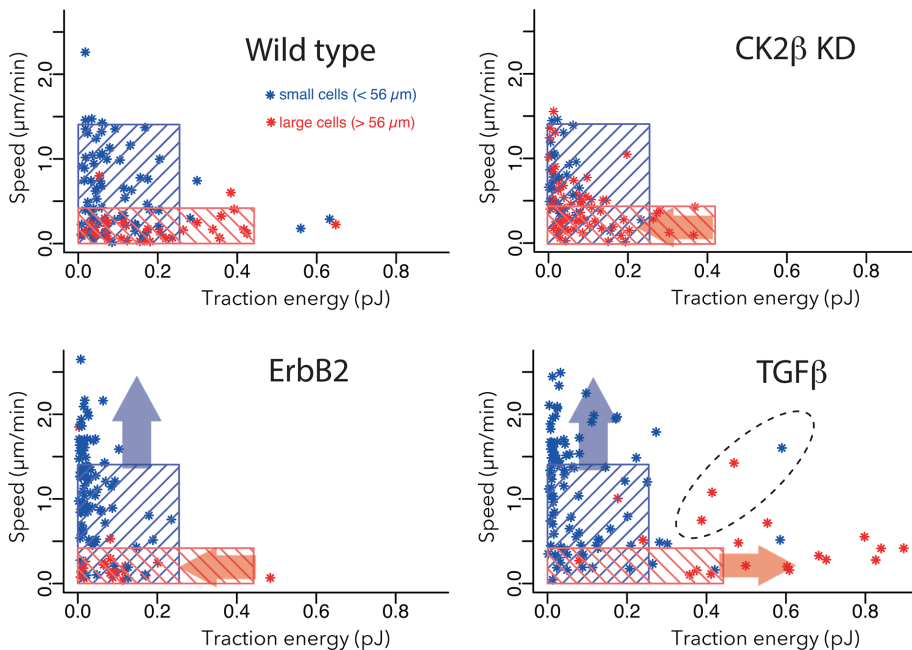 Wild type
small cells (< 56 µm)
large cells (> 56 µm)
Speed (µm/min)
0.0
1.0
2.0
0.0
0.2
0.4
0.6
0.8
Traction energy (pJ)
CK2β KD
Speed (µm/min)
0.0
1.0
2.0
0.0
0.2
0.4
0.6
0.8
Traction energy (pJ)
ErbB2
Speed (µm/min)
0.0
1.0
2.0
0.0
0.2
0.4
0.6
0.8
Traction energy (pJ)
TGFβ
Speed (µm/min)
0.0
1.0
2.0
0.0
0.2
0.4
0.6
0.8
Traction energy (pJ)